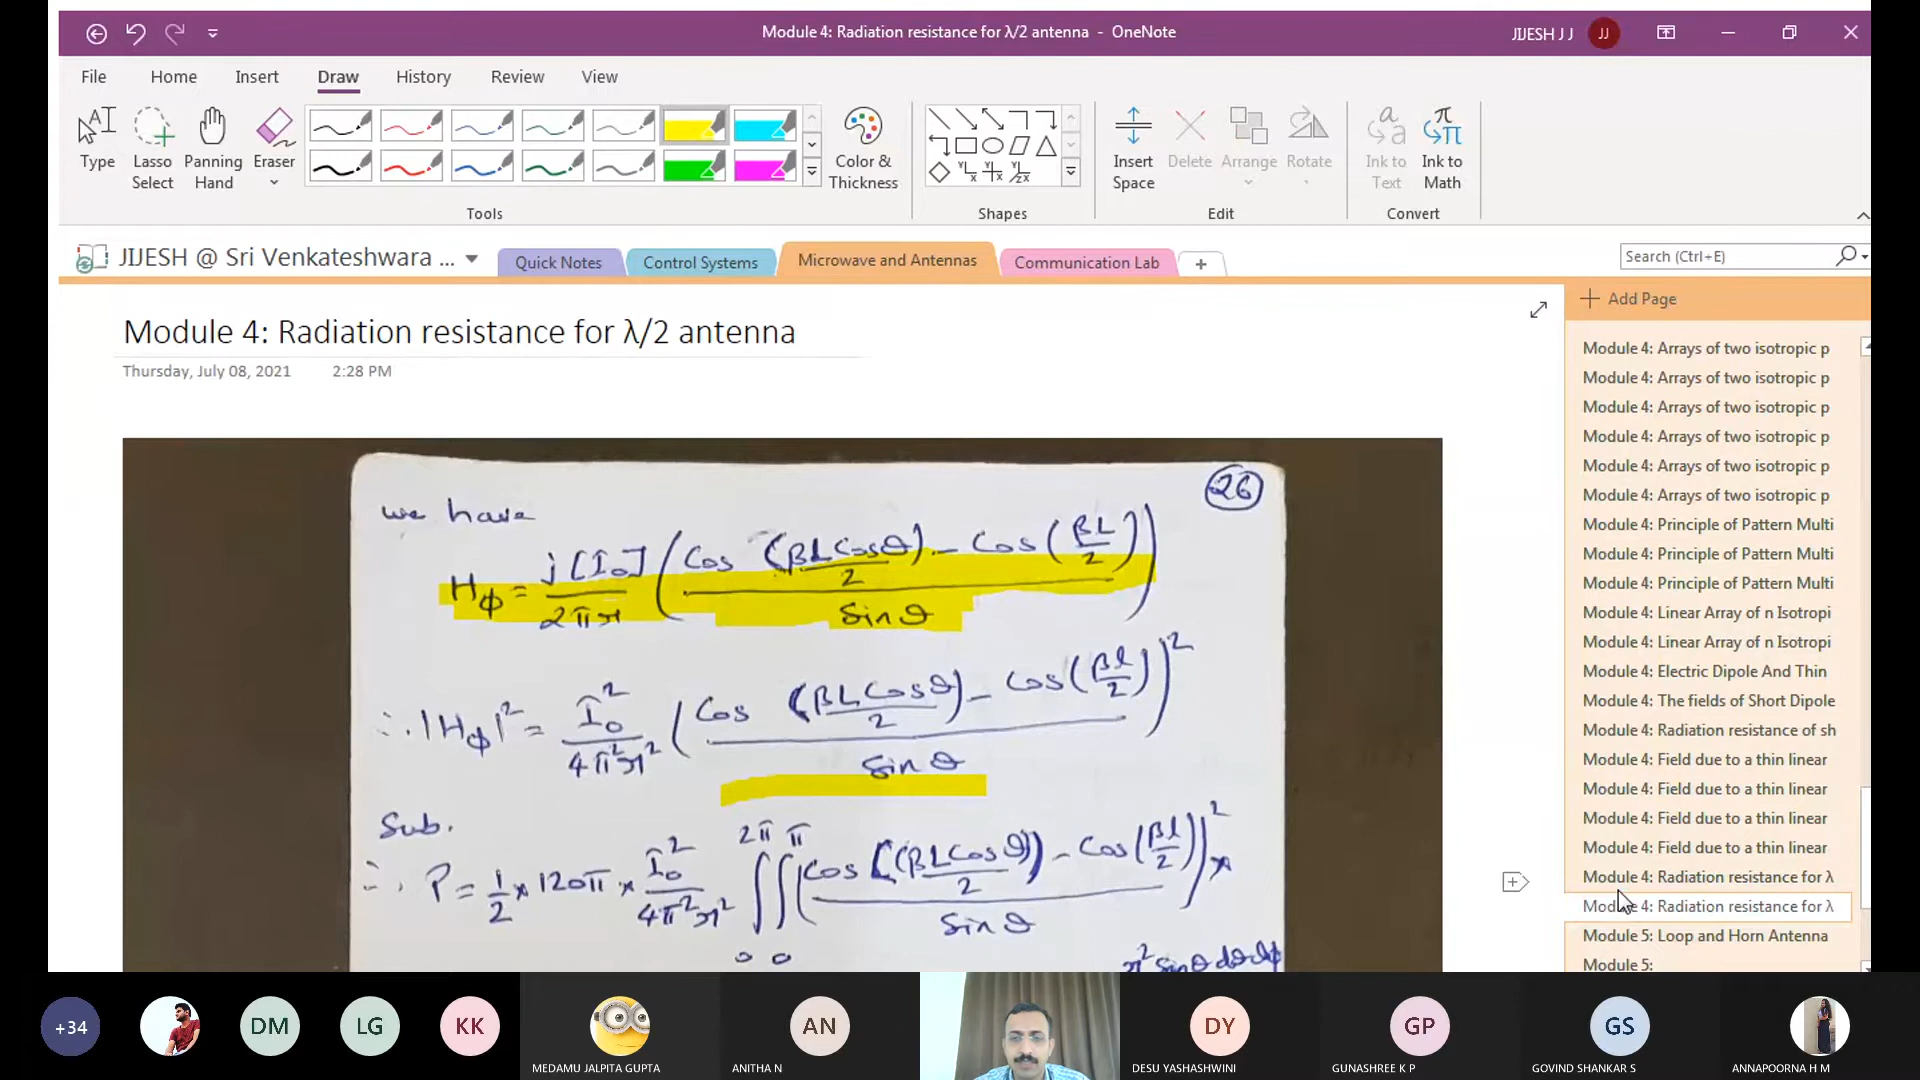 Module 4: Radiation resistance for λ/2 antenna - OneNote
JIJESH J J
JJ
File Home Insert Draw History Review View
Type
Lasso Select
Panning Hand
Eraser
Color & Thickness
Insert Space
Delete
Arrange
Rotate
Ink to Text
Ink to Math
Tools
Shapes
Edit
Convert
JIJESH @ Sri Venkateshwara ...
Quick Notes
Control Systems
Microwave and Antennas
Communication Lab
Search (Ctrl+E)
Add Page
Module 4: Radiation resistance for λ/2 antenna
Thursday, July 08, 2021 2:28 PM
26
we have
Hϕ = j[I₀]/2πr (Cos (βL Cosθ)/2 - Cos (βL/2) / Sinθ)
∴ |Hϕ|² = I₀²/4π²r² (Cos (βL Cosθ)/2 - Cos(βl/2) / Sinθ)²
Sub.
∴ P = 1/2 × 120π × I₀²/4π²r² ∫₀^2π ∫₀^π (Cos ((βL Cosθ)/2) - Cos(βl/2) / Sinθ)² ×
r² sinθ dθ dϕ
Module 4: Arrays of two isotropic p
Module 4: Arrays of two isotropic p
Module 4: Arrays of two isotropic p
Module 4: Arrays of two isotropic p
Module 4: Arrays of two isotropic p
Module 4: Arrays of two isotropic p
Module 4: Principle of Pattern Multi
Module 4: Principle of Pattern Multi
Module 4: Principle of Pattern Multi
Module 4: Linear Array of n Isotropi
Module 4: Linear Array of n Isotropi
Module 4: Electric Dipole And Thin
Module 4: The fields of Short Dipole
Module 4: Radiation resistance of sh
Module 4: Field due to a thin linear
Module 4: Field due to a thin linear
Module 4: Field due to a thin linear
Module 4: Field due to a thin linear
Module 4: Radiation resistance for λ
Module 4: Radiation resistance for λ
Module 5: Loop and Horn Antenna
Module 5:
+34
DM
LG
KK
MEDAMU JALPITA GUPTA
AN
ANITHA N
DY
DESU YASHASHWINI
GP
GUNASHREE K P
GS
GOVIND SHANKAR S
ANNAPOORNA H M